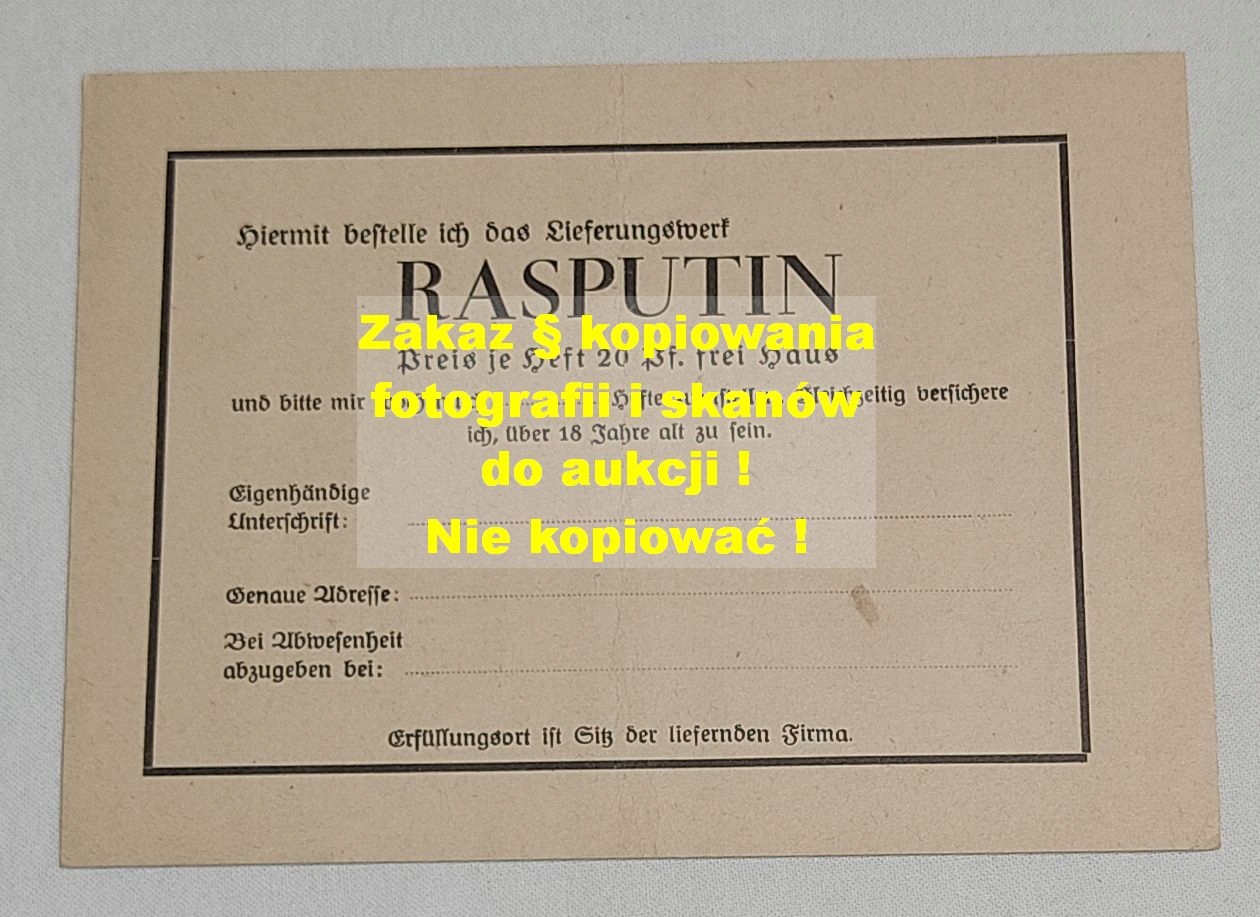 Hiermit bestelle ich das Lieferungswerk
RASPUTIN
Preis je Heft 20 Pf. frei Haus
und bitte mir Hefte Gleichzeitig versichere
ich, über 18 Jahre alt zu sein.
Zakaz § kopiowania
fotografii i skanów
do aukcji !
Nie kopiować !
Eigenhändige
Unterschrift:
Genaue Adresse:
Bei Abwesenheit
abzugeben bei:
Erfüllungsort ist Sitz der liefernden Firma.